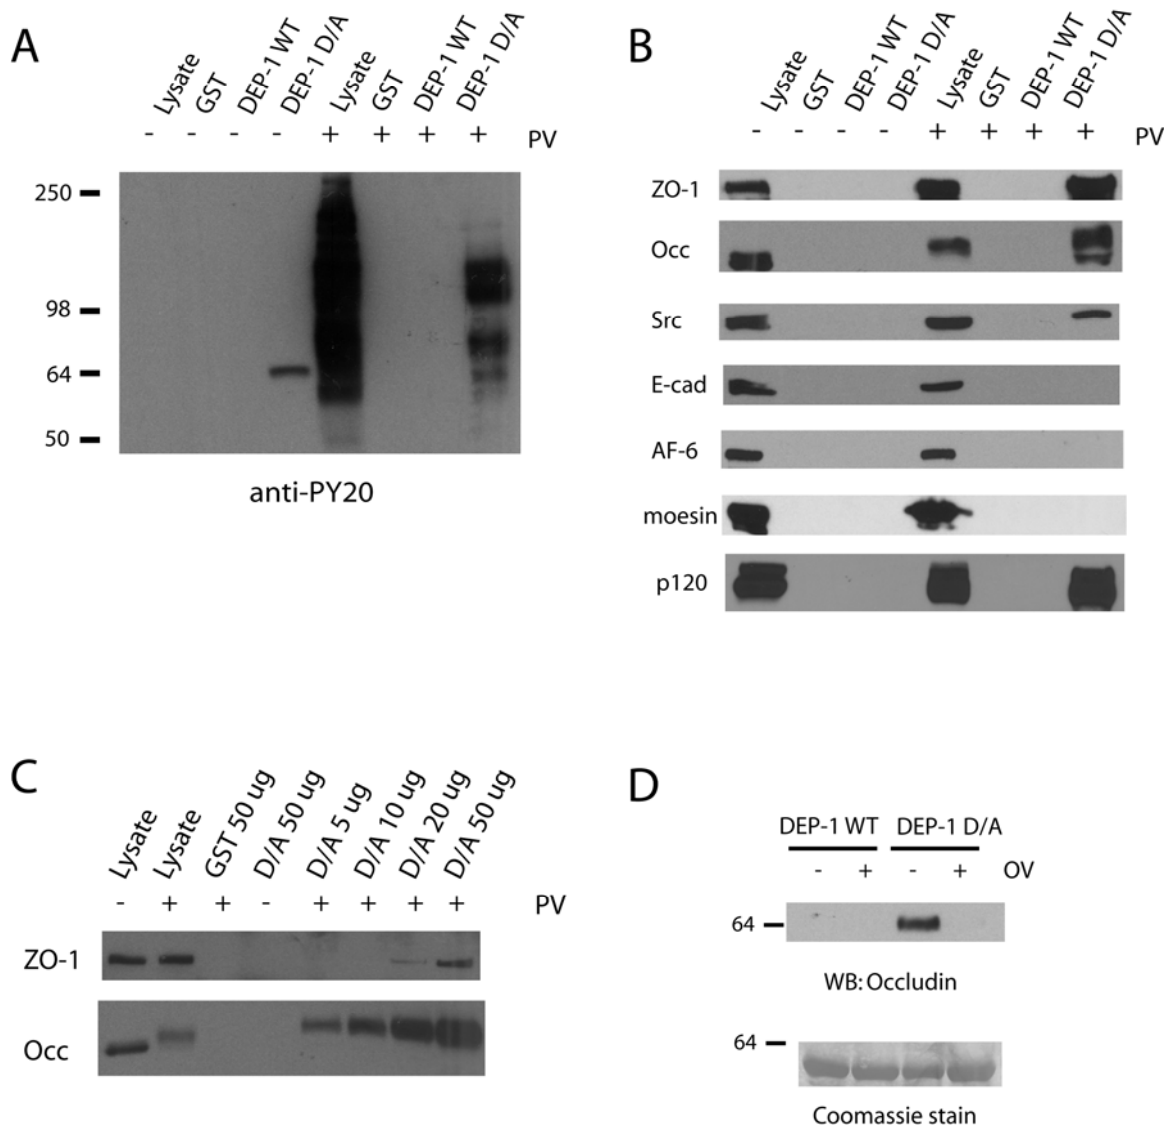 A
Lysate GST DEP-1 WT DEP-1 D/A Lysate GST DEP-1 WT DEP-1 D/A
- - - - + + + + PV
250
98
64
50
anti-PY20
B
Lysate GST DEP-1 WT DEP-1 D/A Lysate GST DEP-1 WT DEP-1 D/A
- - - - + + + + PV
ZO-1
Occ
Src
E-cad
AF-6
moesin
p120
C
Lysate Lysate GST 50 ug D/A 50 ug D/A 5 ug D/A 10 ug D/A 20 ug D/A 50 ug
- + + - + + + + PV
ZO-1
Occ
D
DEP-1 WT DEP-1 D/A
- + - + OV
64
WB: Occludin
64
Coomassie stain